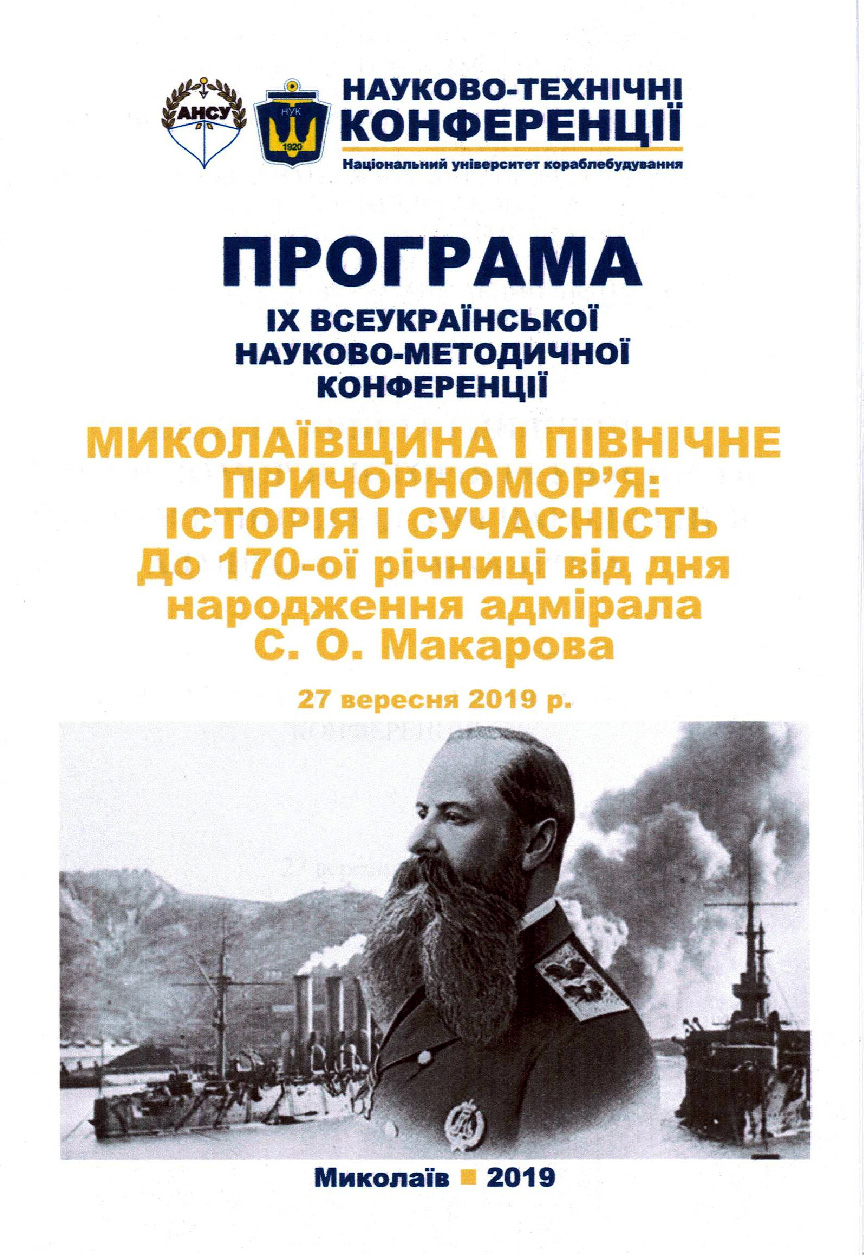 АНСУ
НУК
1920
НАУКОВО-ТЕХНІЧНІ
КОНФЕРЕНЦІЇ
Національний університет кораблебудування
ПРОГРАМА
IX ВСЕУКРАЇНСЬКОЇ
НАУКОВО-МЕТОДИЧНОЇ
КОНФЕРЕНЦІЇ
МИКОЛАЇВЩИНА І ПІВНІЧНЕ
ПРИЧОРНОМОР’Я:
ІСТОРІЯ І СУЧАСНІСТЬ
До 170-ої річниці від дня
народження адмірала
С. О. Макарова
27 вересня 2019 р.
Миколаїв ■ 2019